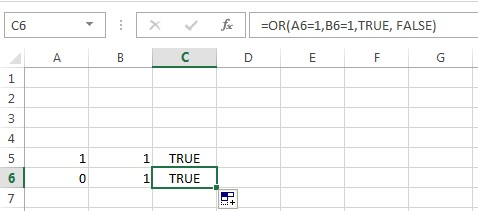 C6 fx =OR(A6=1,B6=1,TRUE, FALSE)
A B C D E F G
1
2
3
4
5 1 1 TRUE
6 0 1 TRUE
7